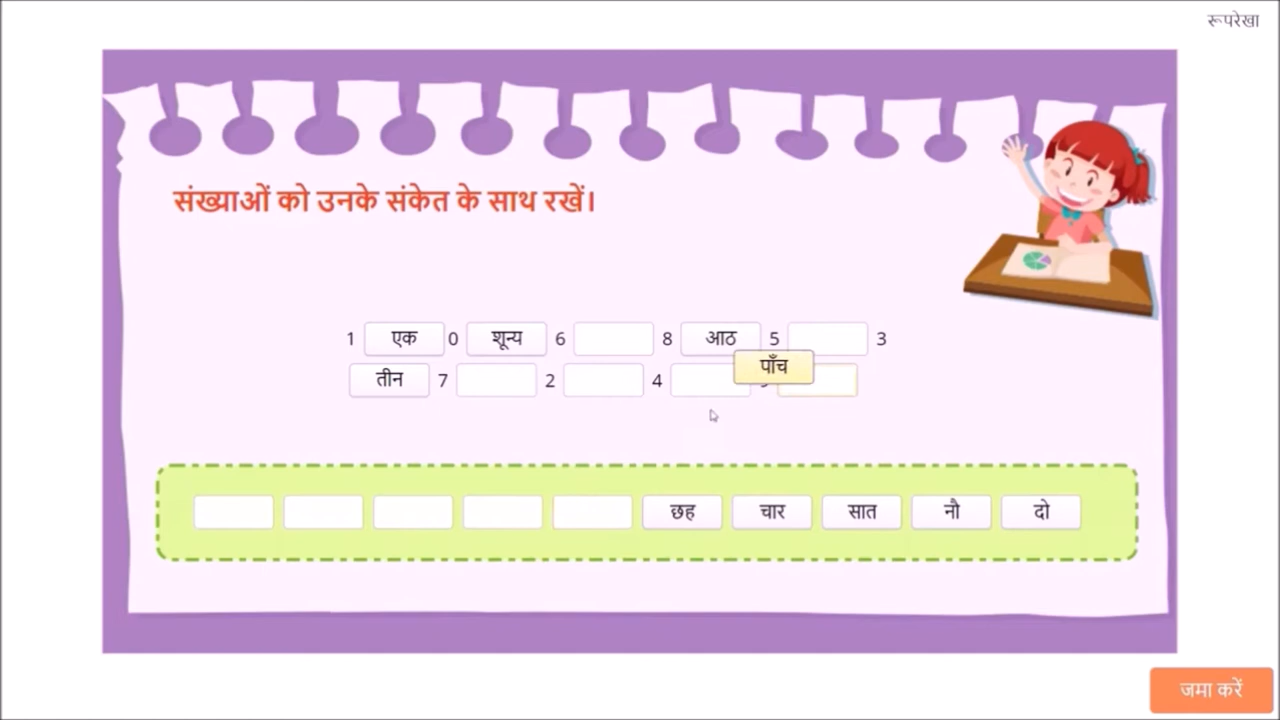 रूपरेखा
संख्याओं को उनके संकेत के साथ रखें।
1 एक 0 शून्य 6 8 आठ 5 3
पाँच
तीन 7 2 4
छह चार सात नौ दो
जमा करें